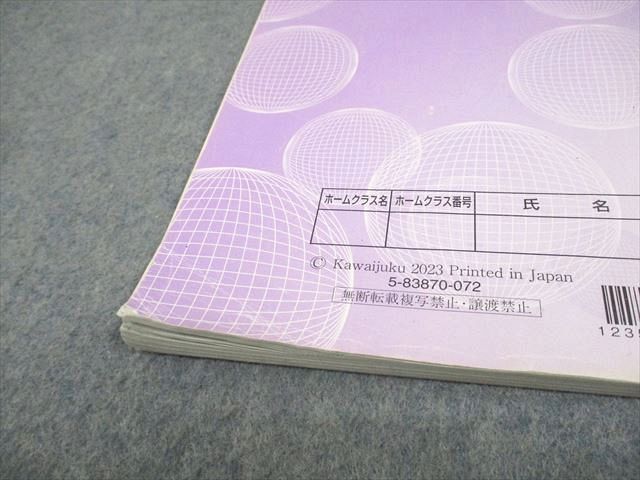 ホームクラス名 ホームクラス番号 氏 名
© Kawaijuku 2023 Printed in Japan
5-83870-072
無断転載複写禁止・譲渡禁止
123